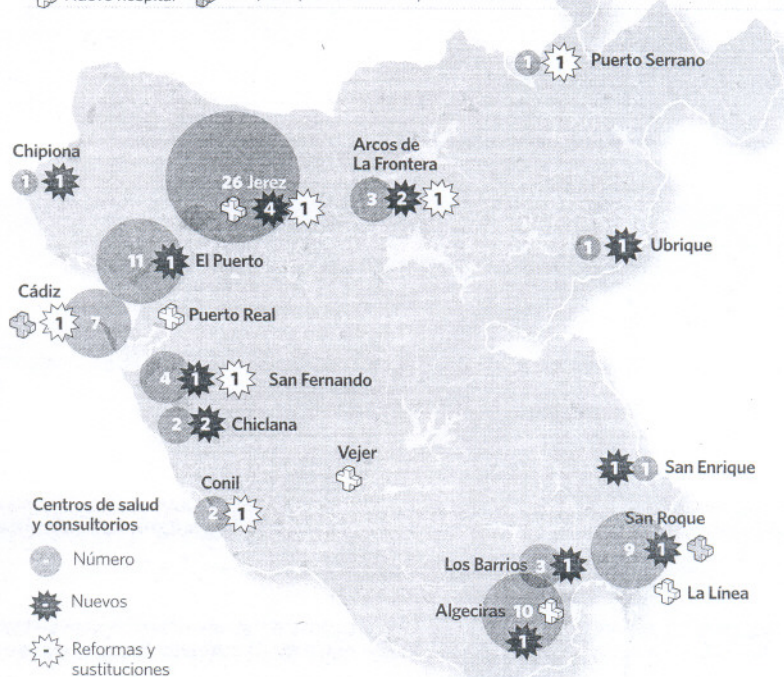 1 1 Puerto Serrano
Chipiona
1 1
26 Jerez
4 1
Arcos de
La Frontera
3 2 1
1 1 Ubrique
11 1 El Puerto
Cádiz
1 7
Puerto Real
4 1 1 San Fernando
2 2 Chiclana
Vejer
Conil
2 1
1 1 San Enrique
San Roque
9 1
Los Barrios 3 1
La Línea
Algeciras 10
1
Centros de salud
y consultorios
- Número
- Nuevos
- Reformas y
sustituciones